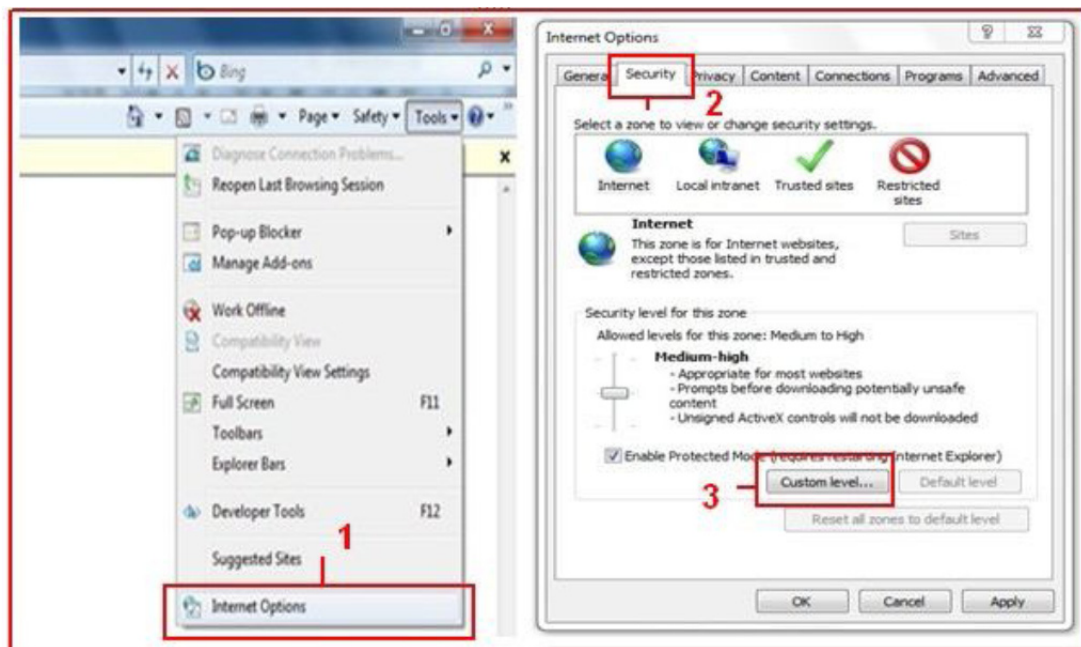 Bing
Page Safety Tools
Diagnose Connection Problems...
Reopen Last Browsing Session
Pop-up Blocker
Manage Add-ons
Work Offline
Compatibility View
Compatibility View Settings
Full Screen F11
Toolbars
Explorer Bars
Developer Tools F12
1
Suggested Sites
Internet Options
Internet Options
General Security Privacy Content Connections Programs Advanced
2
Select a zone to view or change security settings.
Internet Local intranet Trusted sites Restricted
sites
Internet
Sites
This zone is for Internet websites,
except those listed in trusted and
restricted zones.
Security level for this zone
Allowed levels for this zone: Medium to High
Medium-high
- Appropriate for most websites
- Prompts before downloading potentially unsafe
content
- Unsigned ActiveX controls will not be downloaded
Enable Protected Mode (requires restarting Internet Explorer)
3
Custom level... Default level
Reset all zones to default level
OK Cancel Apply